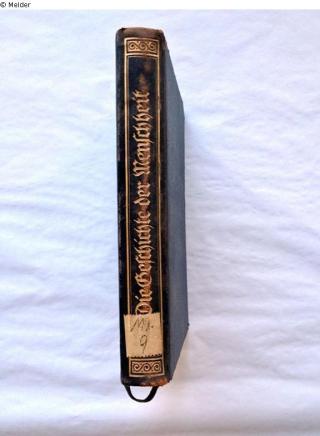 © Melder
Die Geschichte der Menschheit
9